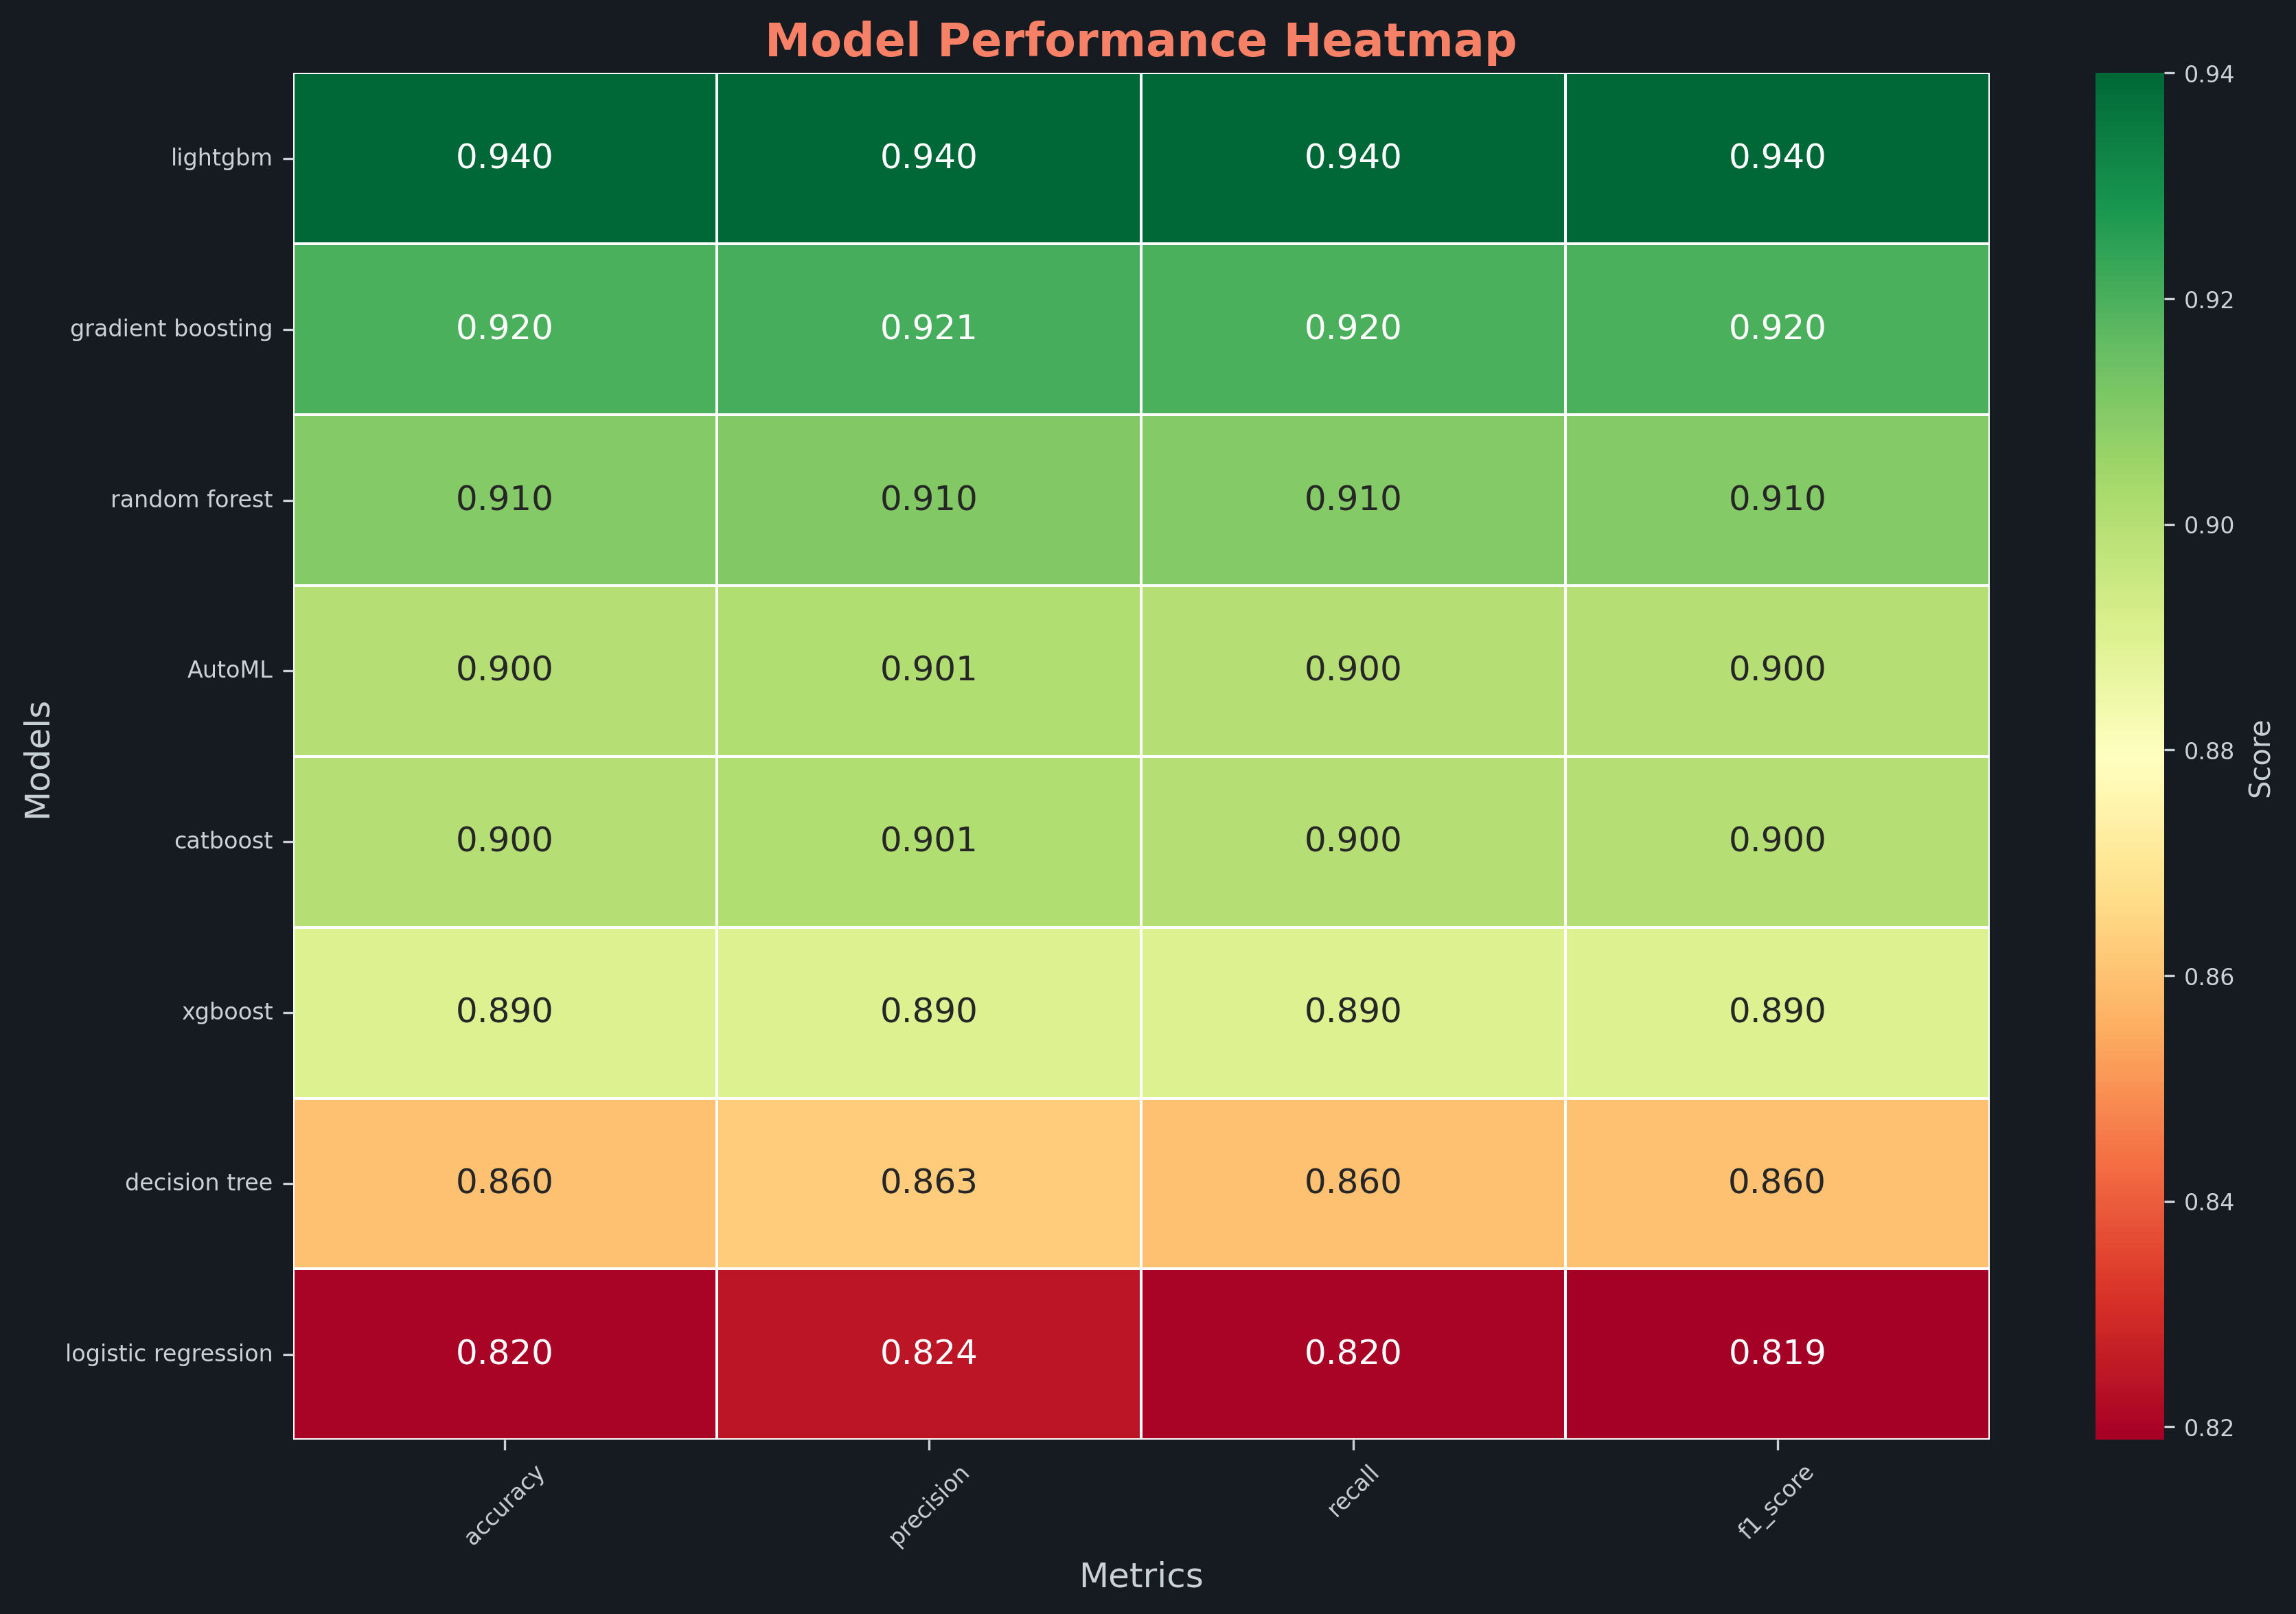 Model Performance Heatmap
Models
lightgbm 0.940 0.940 0.940 0.940
gradient boosting 0.920 0.921 0.920 0.920
random forest 0.910 0.910 0.910 0.910
AutoML 0.900 0.901 0.900 0.900
catboost 0.900 0.901 0.900 0.900
xgboost 0.890 0.890 0.890 0.890
decision tree 0.860 0.863 0.860 0.860
logistic regression 0.820 0.824 0.820 0.819
accuracy precision recall f1_score
Metrics
0.94
0.92
0.90
0.88
0.86
0.84
0.82
Score